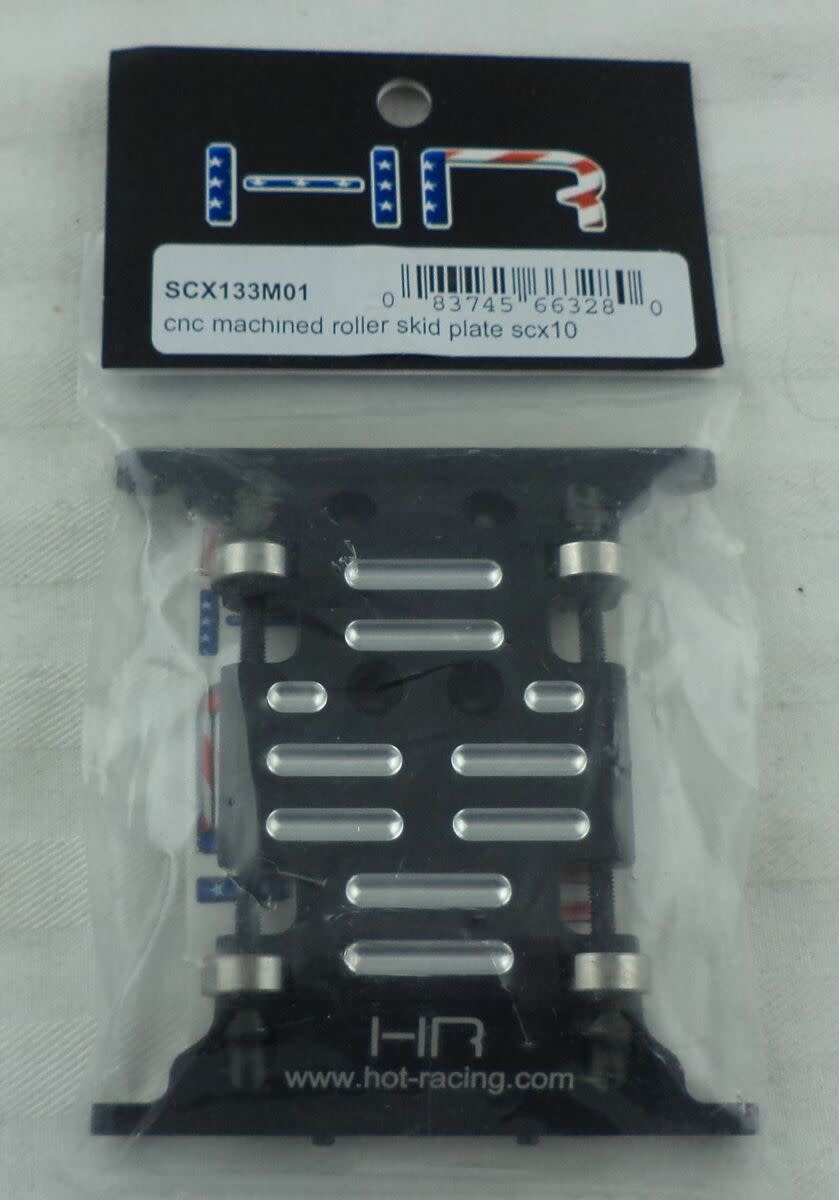 HR
SCX133M01
0 83745 66328 0
cnc machined roller skid plate scx10
HR
www.hot-racing.com